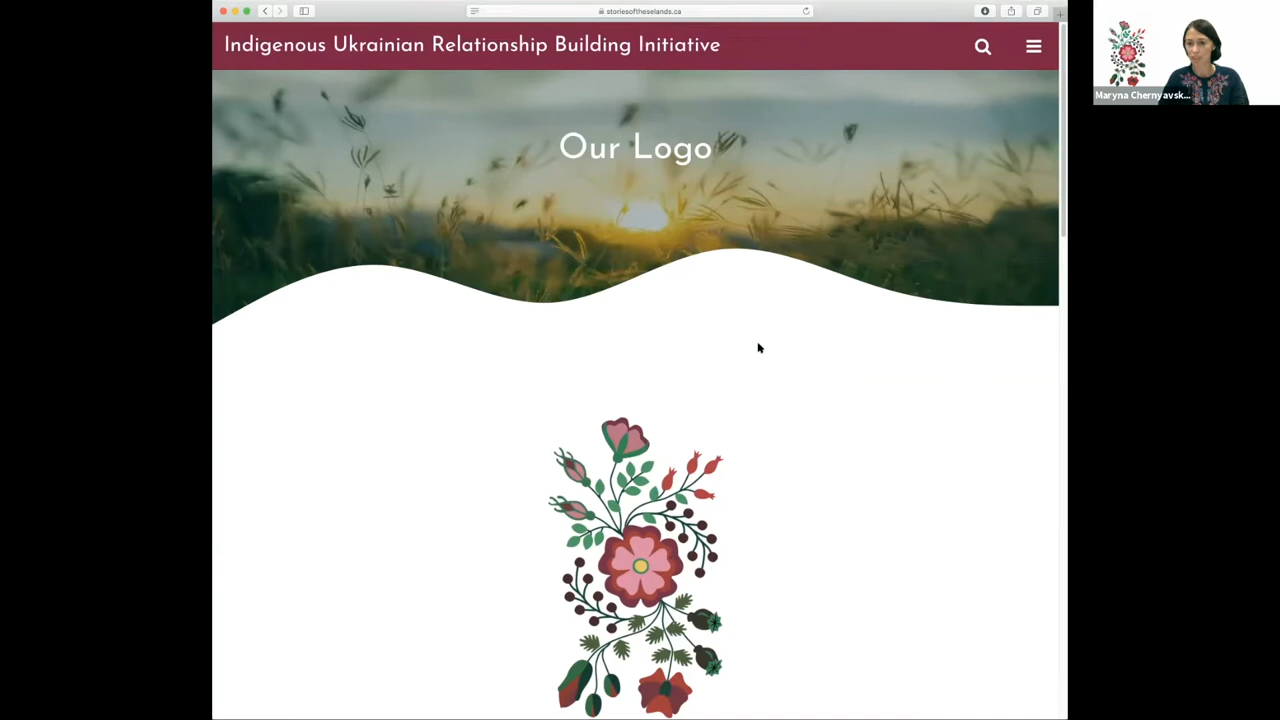 storiesoftheselands.ca
Indigenous Ukrainian Relationship Building Initiative
Our Logo
Maryna Chernyavsk...